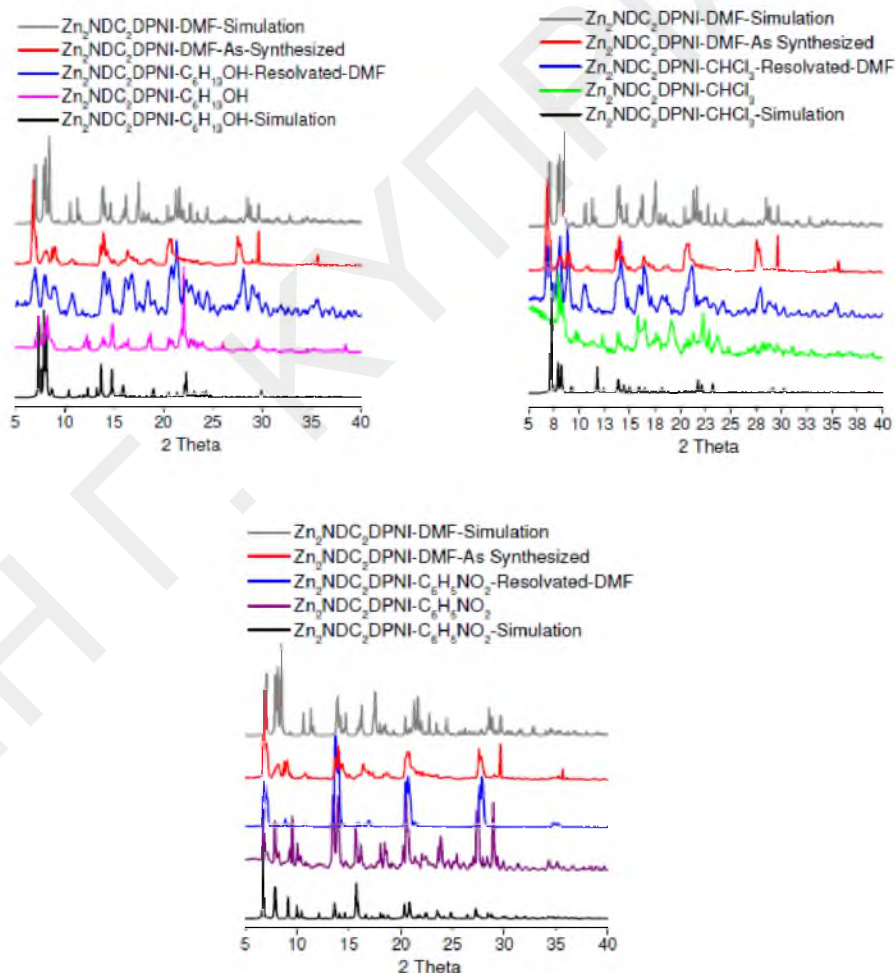 Zn₂NDC₂DPNI-DMF-Simulation
Zn₂NDC₂DPNI-DMF-As-Synthesized
Zn₂NDC₂DPNI-C₆H₁₃OH-Resolvated-DMF
Zn₂NDC₂DPNI-C₆H₁₃OH
Zn₂NDC₂DPNI-C₆H₁₃OH-Simulation
5 10 15 20 25 30 35 40
2 Theta
Zn₂NDC₂DPNI-DMF-Simulation
Zn₂NDC₂DPNI-DMF-As Synthesized
Zn₂NDC₂DPNI-CHCl₃-Resolvated-DMF
Zn₂NDC₂DPNI-CHCl₃
Zn₂NDC₂DPNI-CHCl₃-Simulation
5 8 10 13 15 18 20 23 25 28 30 33 35 38 40
2 Theta
Zn₂NDC₂DPNI-DMF-Simulation
Zn₂NDC₂DPNI-DMF-As Synthesized
Zn₂NDC₂DPNI-C₆H₅NO₂-Resolvated-DMF
Zn₂NDC₂DPNI-C₆H₅NO₂
Zn₂NDC₂DPNI-C₆H₅NO₂-Simulation
5 10 15 20 25 30 35 40
2 Theta